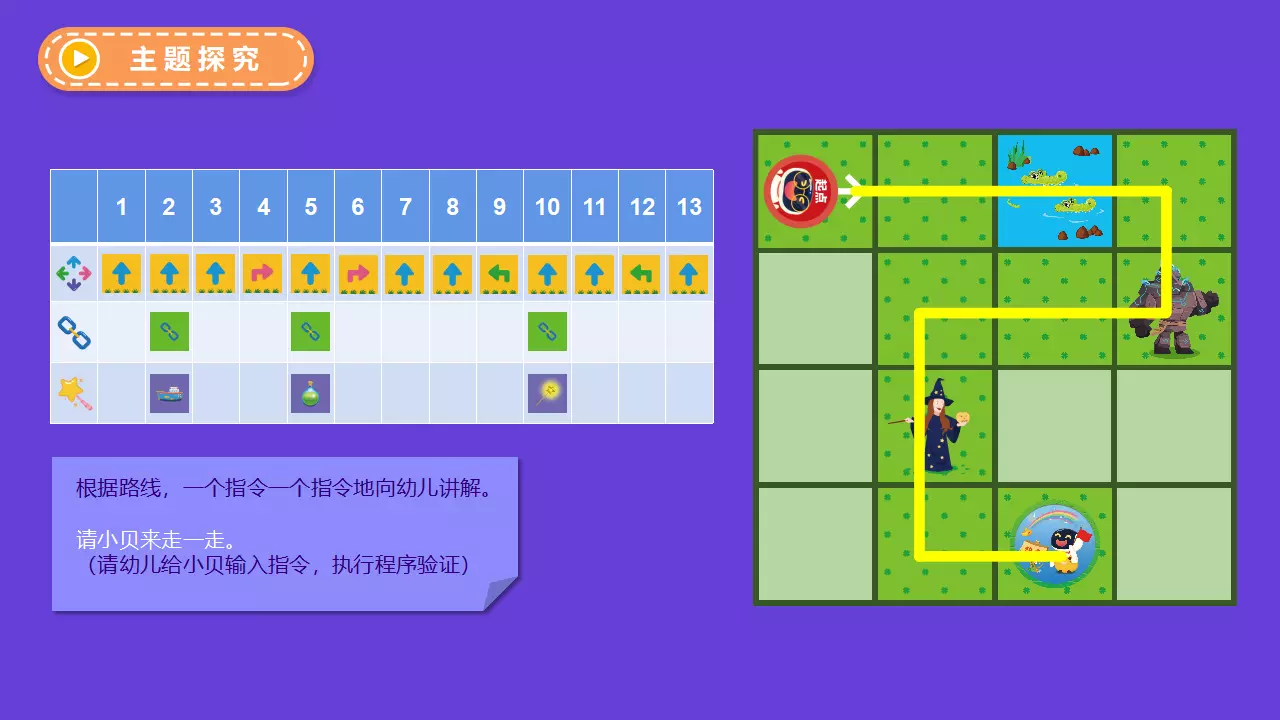 主题探究
1 2 3 4 5 6 7 8 9 10 11 12 13
根据路线，一个指令一个指令地向幼儿讲解。
请小贝来走一走。
（请幼儿给小贝输入指令，执行程序验证）
起点